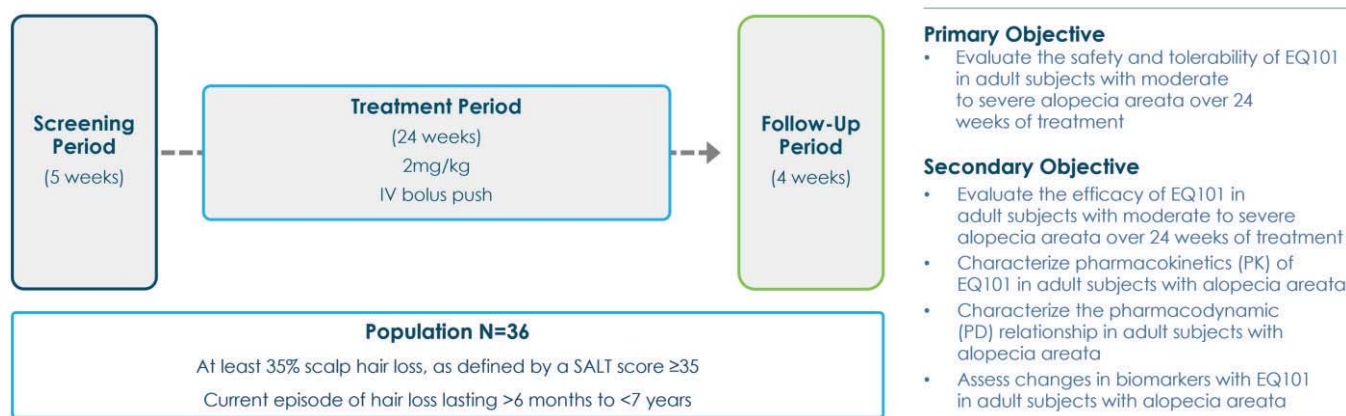 Screening
Period
(5 weeks)
Treatment Period
(24 weeks)
2mg/kg
IV bolus push
Follow-Up
Period
(4 weeks)
Population N=36
At least 35% scalp hair loss, as defined by a SALT score ≥35
Current episode of hair loss lasting >6 months to <7 years
Primary Objective
• Evaluate the safety and tolerability of EQ101
in adult subjects with moderate
to severe alopecia areata over 24
weeks of treatment
Secondary Objective
• Evaluate the efficacy of EQ101 in
adult subjects with moderate to severe
alopecia areata over 24 weeks of treatment
• Characterize pharmacokinetics (PK) of
EQ101 in adult subjects with alopecia areata
• Characterize the pharmacodynamic
(PD) relationship in adult subjects with
alopecia areata
• Assess changes in biomarkers with EQ101
in adult subjects with alopecia areata